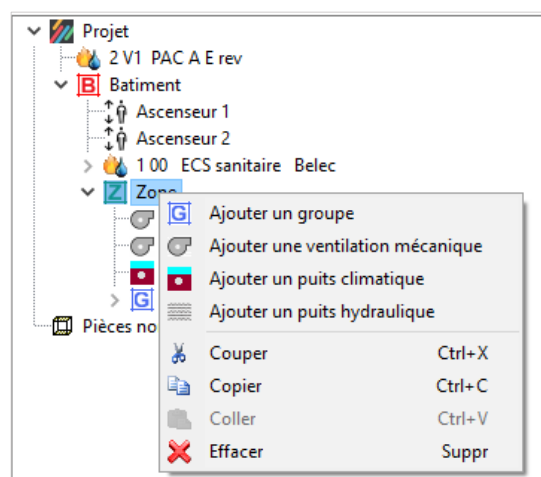 Projet
2 V1 PAC A E rev
B Batiment
Ascenseur 1
Ascenseur 2
1 00 ECS sanitaire Belec
Z Zone
G Ajouter un groupe
Ajouter une ventilation mécanique
Ajouter un puits climatique
G Ajouter un puits hydraulique
Pièces no
Couper Ctrl+X
Copier Ctrl+C
Coller Ctrl+V
Effacer Suppr